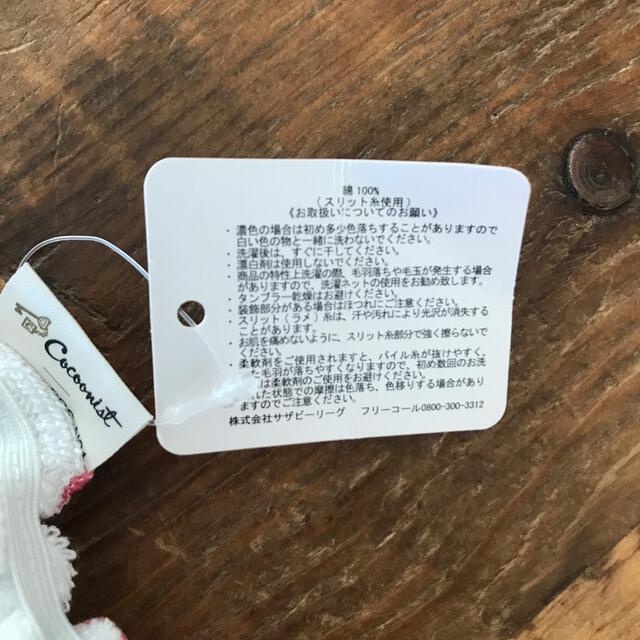 綿100%
(スリット糸使用)
《お取扱いについてのお願い》
・濃色の場合は初め多少色落ちすることがありますので
白い色の物と一緒に洗わないでください。
・洗濯後は、すぐに干してください。
・漂白剤は使用しないでください。
・商品の特性上洗濯の際、毛羽落ちや毛玉が発生する場合
がありますので、洗濯ネットの使用をお勧め致します。
・タンブラー乾燥はお避けください。
・装飾部分がある場合はほつれにご注意ください。
・スリット 糸は、汗や汚れにより光沢が消失する
ことがあります。
・お肌を痛めないように、スリット糸部分で強く擦らないで
ください。
・柔軟剤をご使用されますと、パイル糸が抜けやすく、
毛羽が落ちやすくなりますので、初め数回のお洗
は柔軟剤のご使用をお避けください。
れた状態での摩擦は毛落ち、色移りする場合があり
ますのでご注意ください。
株式会社サザビーリーグ フリーコール0800-300-3312
Cocoonist